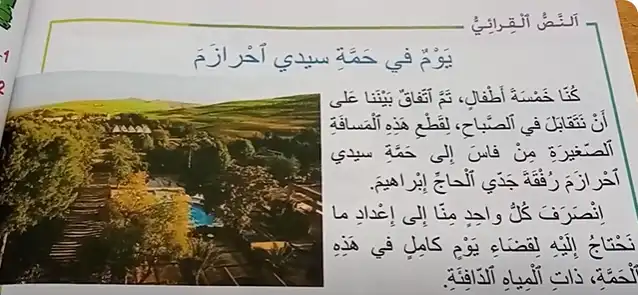 اَلنَّصُّ الْقِرائِيُّ
يَوْمٌ في حَمَّةِ سيدي احْرازَمَ
كُنّا خَمْسَةَ أَطْفالٍ، تَمَّ اتِّفاقٌ بَيْنَنا عَلى
أَنْ نَتَقابَلَ في الصَّباحِ، لِقَطْعِ هٰذِهِ الْمَسافَةِ
الصَّغيرَةِ مِنْ فاسَ إِلى حَمَّةِ سيدي
احْرازَمَ رُفْقَةَ جَدّي الْحاجِّ إِبْراهيمَ.
اِنْصَرَفَ كُلُّ واحِدٍ مِنّا إِلى إِعْدادِ ما
نَحْتاجُ إِلَيْهِ لِقَضاءِ يَوْمٍ كامِلٍ في هٰذِهِ
الْحَمَّةِ، ذاتِ الْمِياهِ الدّافِئَةِ.